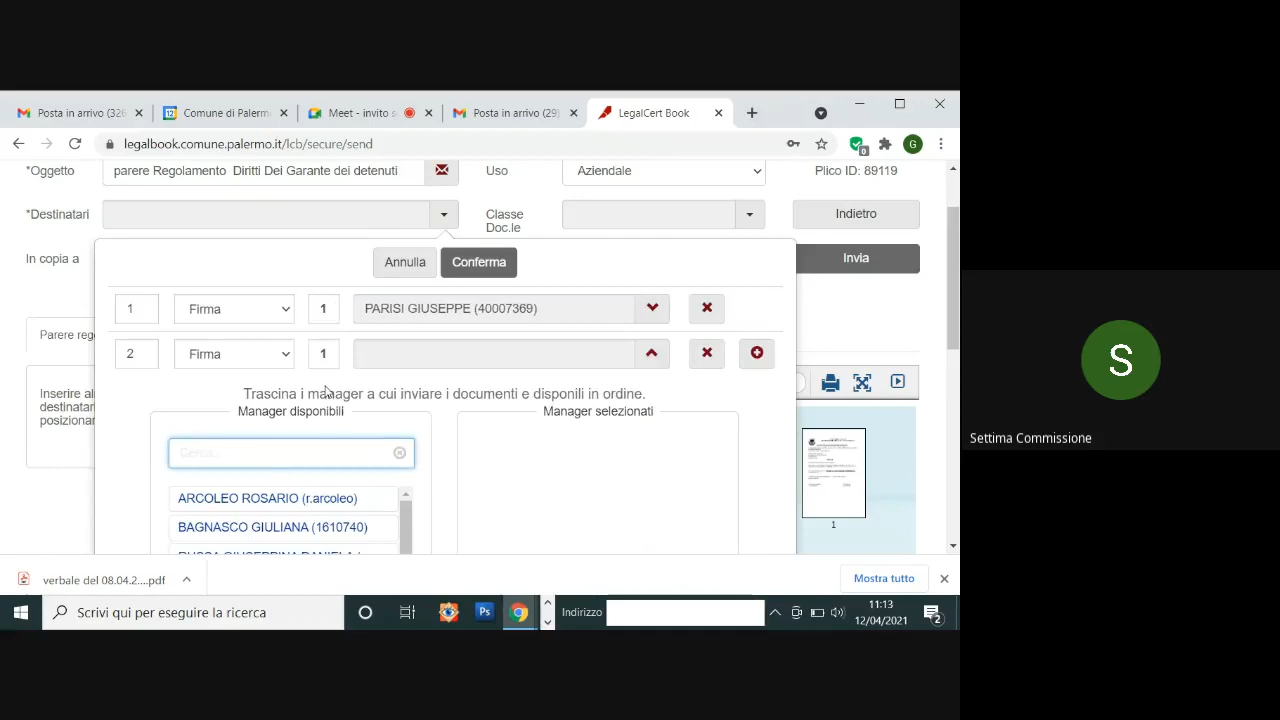 Posta in arrivo (326
Comune di Palerm
Meet - invito s
Posta in arrivo (29)
LegalCert Book
legalbook.comune.palermo.it/lcb/secure/send
0
G
*Oggetto
parere Regolamento Diritti Dei Garante dei detenuti
Uso
Aziendale
Plico ID: 89119
*Destinatari
Classe
Doc.le
Indietro
In copia a
Annulla
Conferma
Invia
1
Firma
1
PARISI GIUSEPPE (40007369)
Parere reg
2
Firma
1
Inserire al
destinatar
posizionar
Trascina i manager a cui inviare i documenti e disponili in ordine.
Manager disponibili
Manager selezionati
Cerca...
ARCOLEO ROSARIO (r.arcoleo)
BAGNASCO GIULIANA (1610740)
1
verbale del 08.04.2....pdf
Mostra tutto
Scrivi qui per eseguire la ricerca
Ps
Indirizzo
11:13
12/04/2021
2
S
Settima Commissione